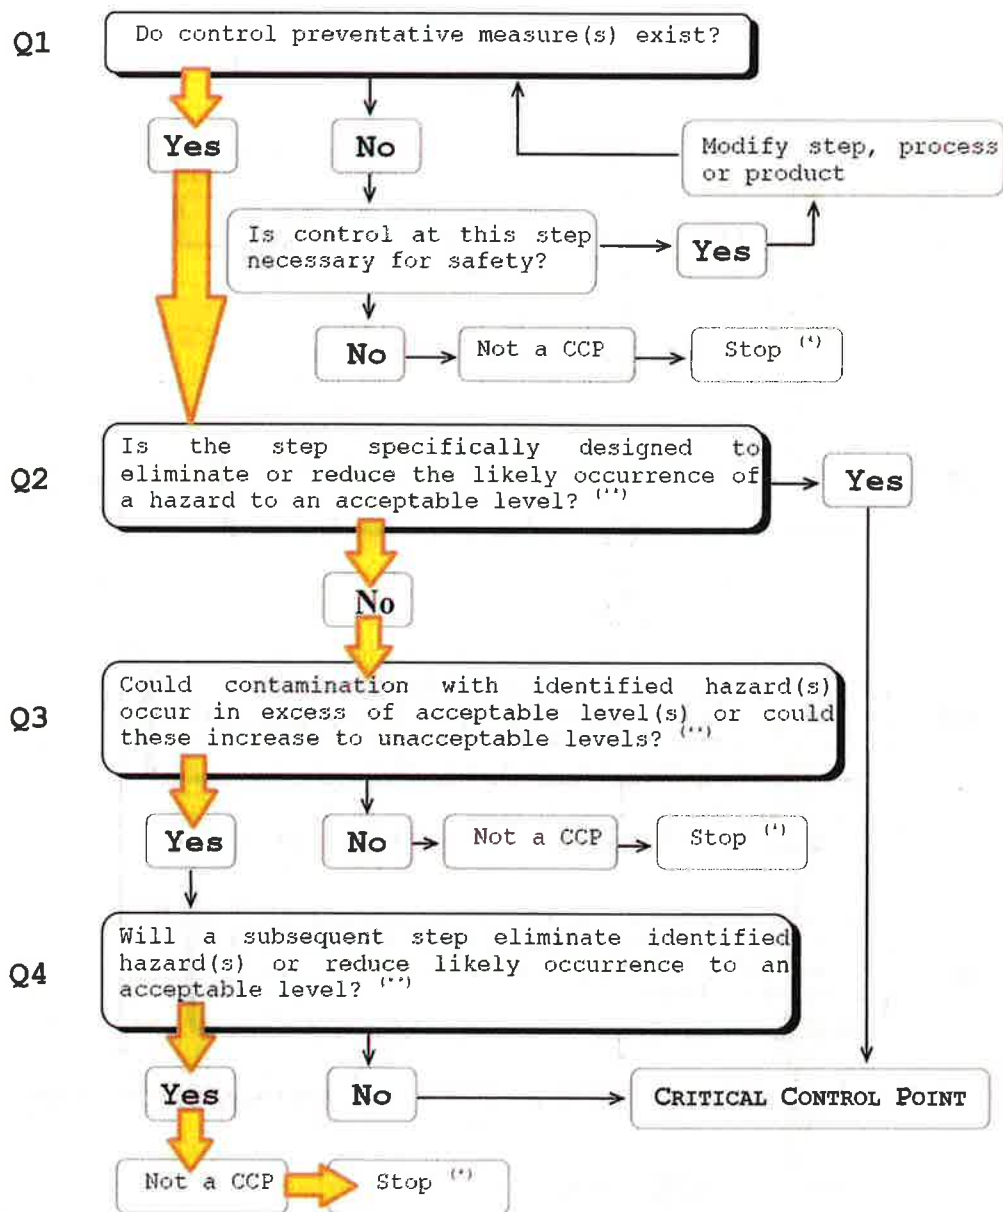 Q1
Do control preventative measure(s) exist?
Yes
No
Modify step, process
or product
Is control at this step
necessary for safety?
Yes
No
Not a CCP
Stop (*)
Q2
Is the step specifically designed to
eliminate or reduce the likely occurrence of
a hazard to an acceptable level? (**)
Yes
No
Q3
Could contamination with identified hazard(s)
occur in excess of acceptable level(s) or could
these increase to unacceptable levels? (**)
Yes
No
Not a CCP
Stop (*)
Q4
Will a subsequent step eliminate identified
hazard(s) or reduce likely occurrence to an
acceptable level? (**)
Yes
No
CRITICAL CONTROL POINT
Not a CCP
Stop (*)